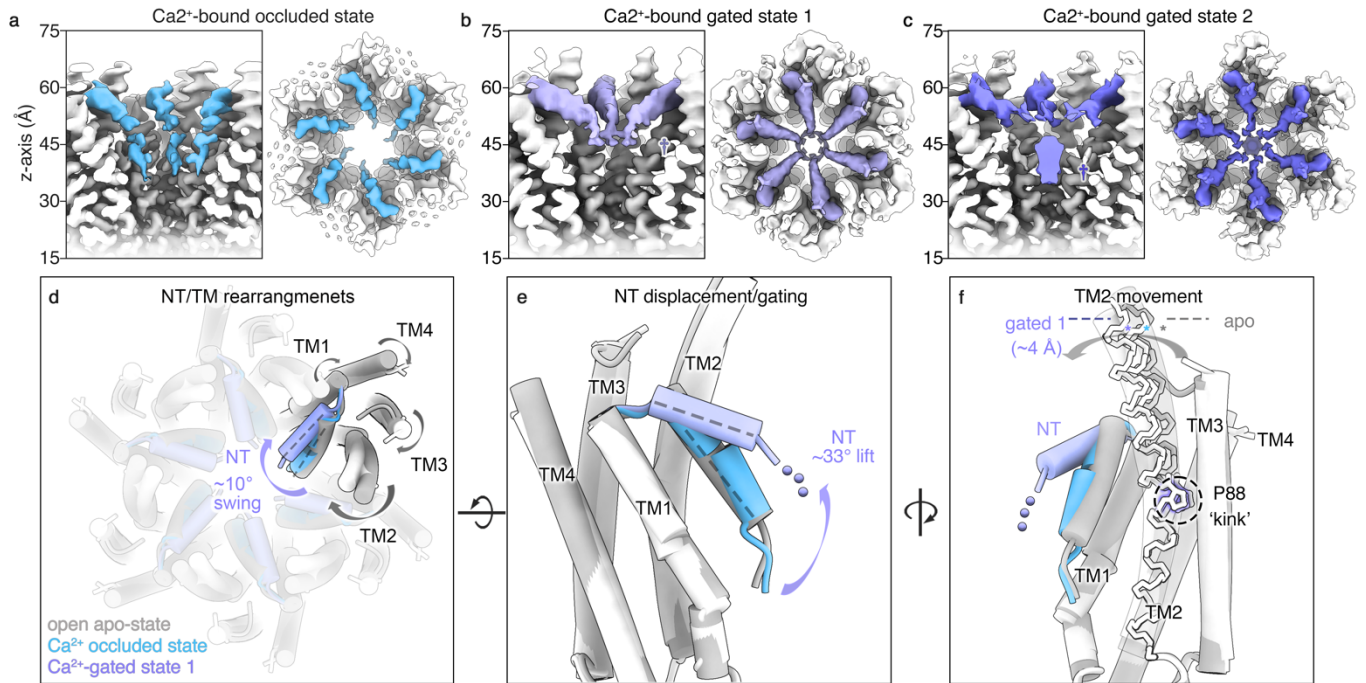 a
Ca2+-bound occluded state
75
60
45
30
15
z-axis (Å)
b
Ca2+-bound gated state 1
75
60
45
30
15
†
c
Ca2+-bound gated state 2
75
60
45
30
15
‡
d
NT/TM rearrangmenets
TM4
TM1
TM3
NT
~10°
swing
TM2
open apo-state
Ca2+ occluded state
Ca2+-gated state 1
e
NT displacement/gating
TM2
TM3
NT
~33° lift
TM4
TM1
f
TM2 movement
gated 1
(~4 Å)
* * *
apo
NT
TM3
TM4
P88
'kink'
TM1
TM2